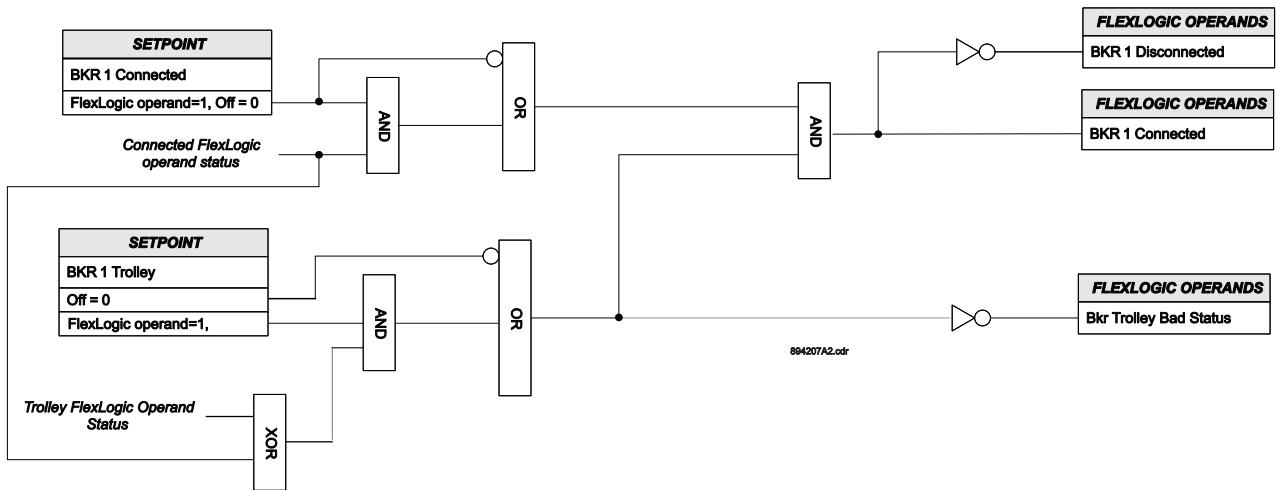 SETPOINT
BKR 1 Connected
FlexLogic operand=1, Off = 0
Connected FlexLogic
operand status
AND
OR
AND
FLEXLOGIC OPERANDS
BKR 1 Disconnected
FLEXLOGIC OPERANDS
BKR 1 Connected
SETPOINT
BKR 1 Trolley
Off = 0
FlexLogic operand=1,
AND
OR
FLEXLOGIC OPERANDS
Bkr Trolley Bad Status
894207A2.cdr
Trolley FlexLogic Operand
Status
XOR